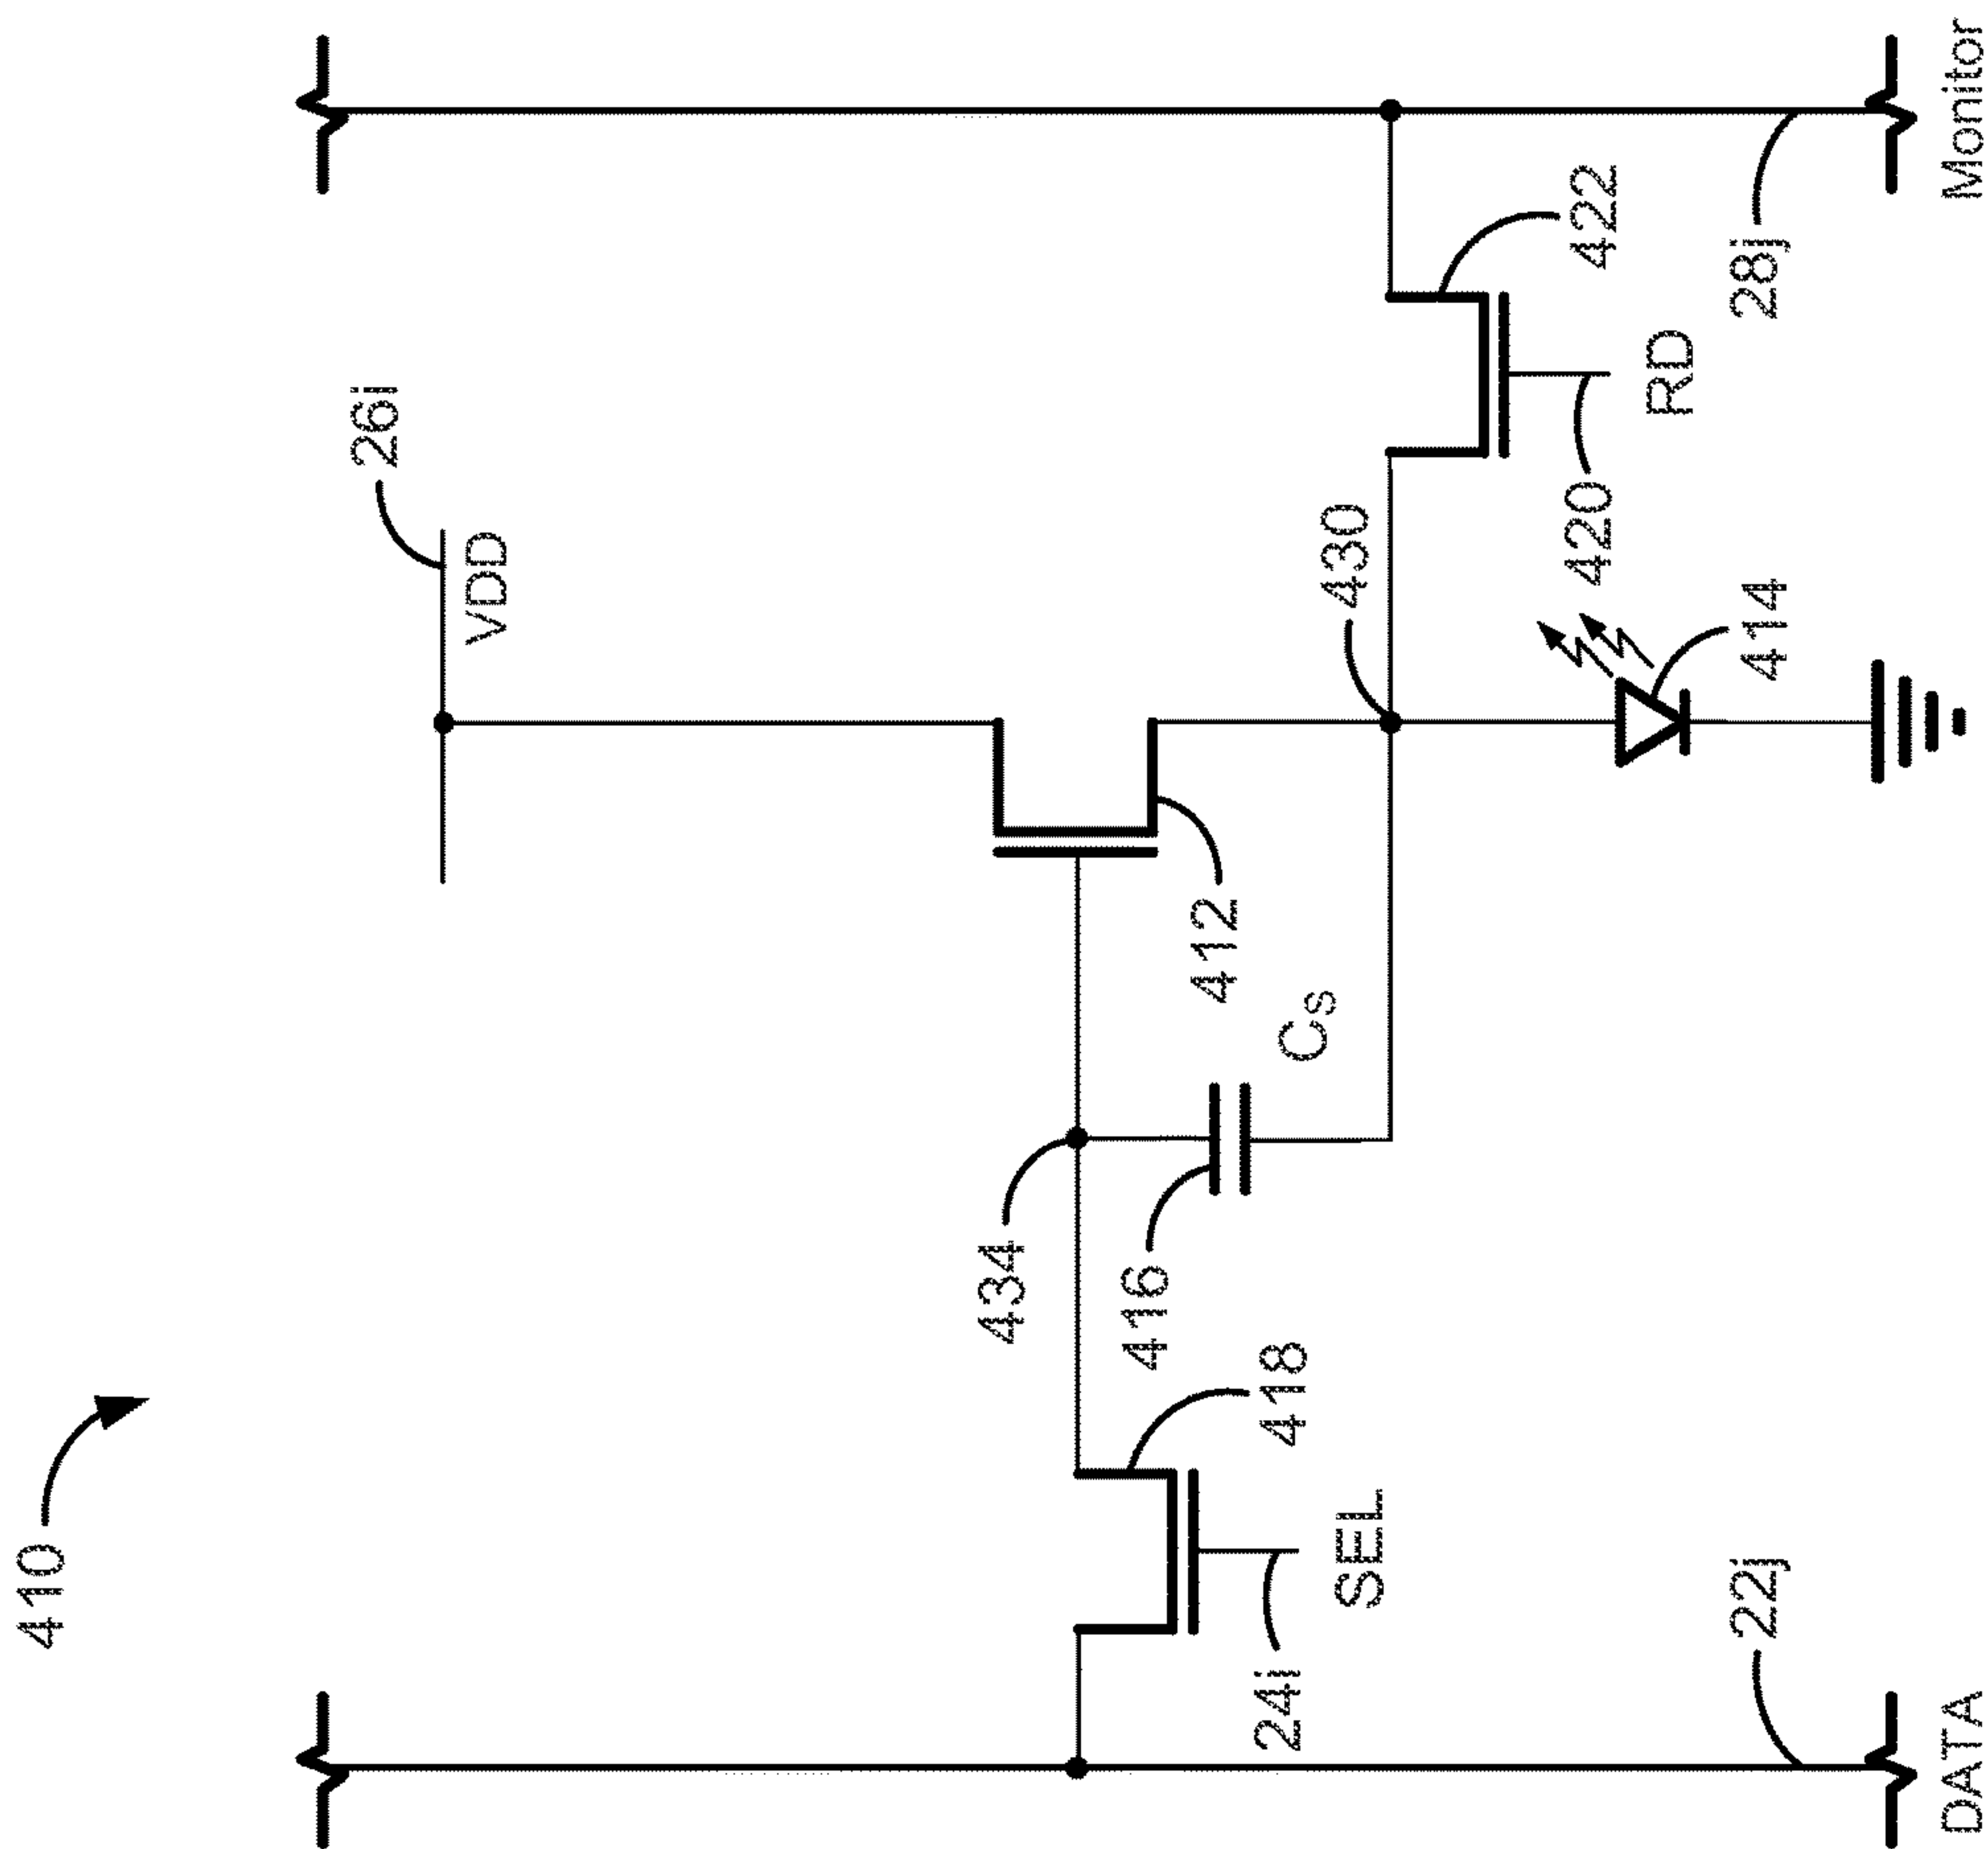 410
26i
VDD
434
412
416
Cs
418
24i
SEL
430
422
420
RD
414
22j
28j
DATA
Monitor